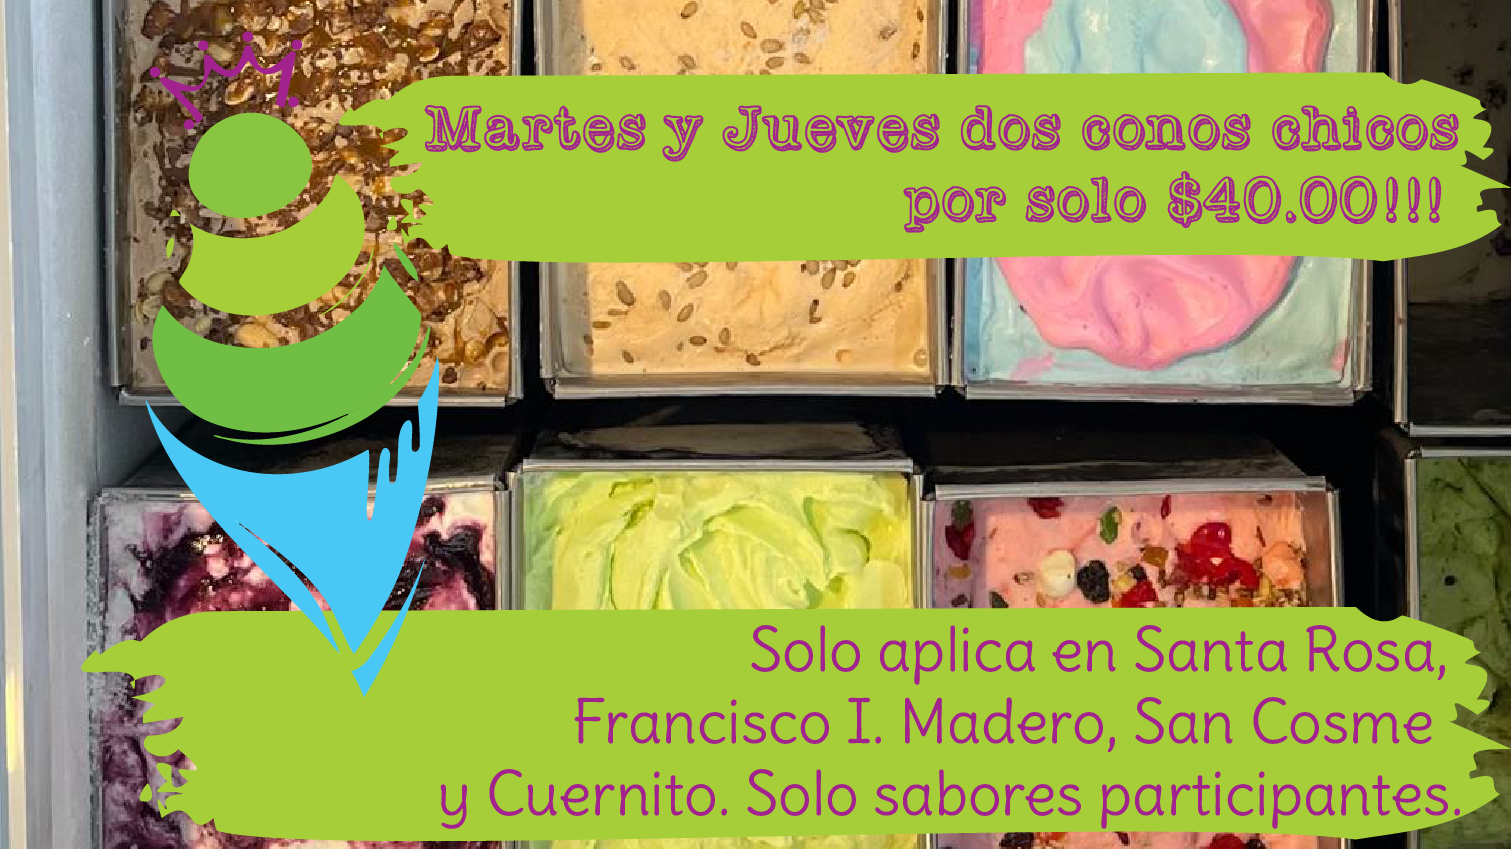 Martes y Jueves dos conos chicos
por solo $40.00!!!
Solo aplica en Santa Rosa,
Francisco I. Madero, San Cosme
y Cuernito. Solo sabores participantes.